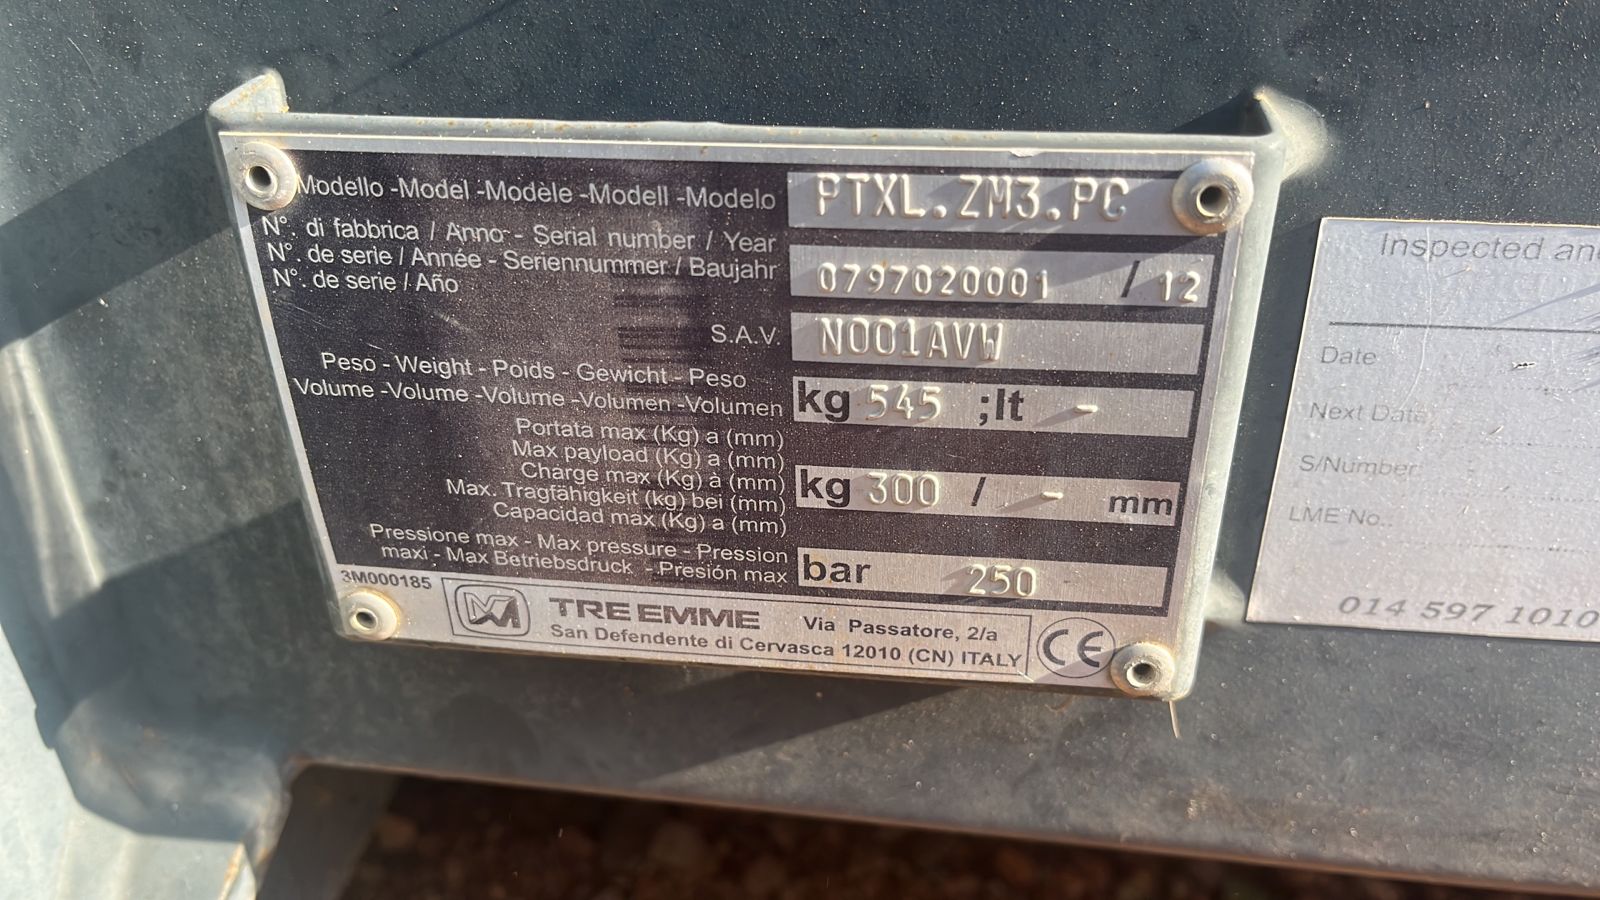 Modello -Model -Modèle -Modell -Modelo PTXL.ZM3.PC
N°. di fabbrica / Anno - Serial number / Year
N°. de serie / Année - Seriennummer / Baujahr 0797020001 / 12
N°. de serie / Año
S.A.V. N001AVW
Peso - Weight - Poids - Gewicht - Peso
Volume -Volume -Volume -Volumen -Volumen kg 545 ;lt -
Portata max (Kg) a (mm)
Max payload (Kg) a (mm)
Charge max (Kg) à (mm) kg 300 / - mm
Max. Tragfähigkeit (kg) bei (mm)
Capacidad max (Kg) a (mm)
Pressione max - Max pressure - Pression
maxi - Max Betriebsdruck - Presión max bar 250
3M000185
TRE EMME Via Passatore, 2/a
San Defendente di Cervasca 12010 (CN) ITALY CE
Inspected
Date
Next Date
S/Number
LME No.
014 597 1010